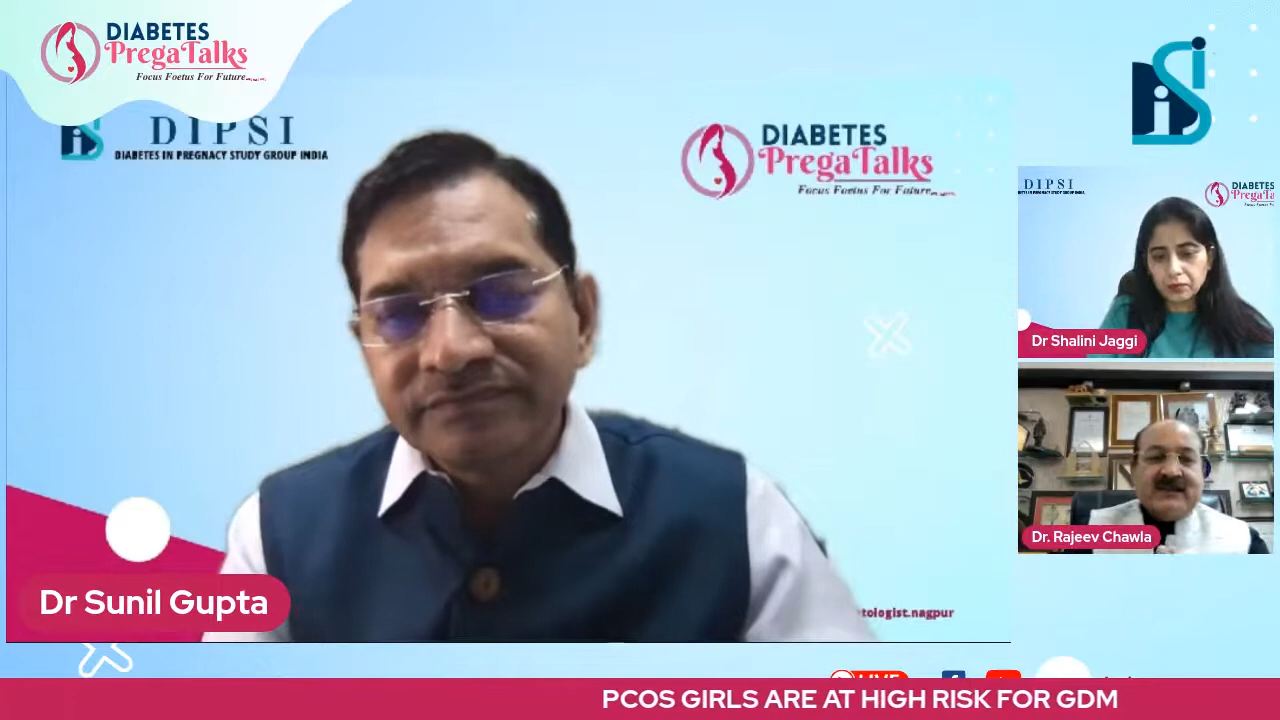 DIABETES
PregaTalks
Focus Foetus For Future
DIPSI
DIABETES IN PREGNACY STUDY GROUP INDIA
DIABETES
PregaTalks
Focus Foetus For Future
iS
DIPSI
DIABETES
Dr Shalini Jaggi
Dr. Rajeev Chawla
Dr Sunil Gupta
tologist.nagpur
LIVE
PCOS GIRLS ARE AT HIGH RISK FOR GDM